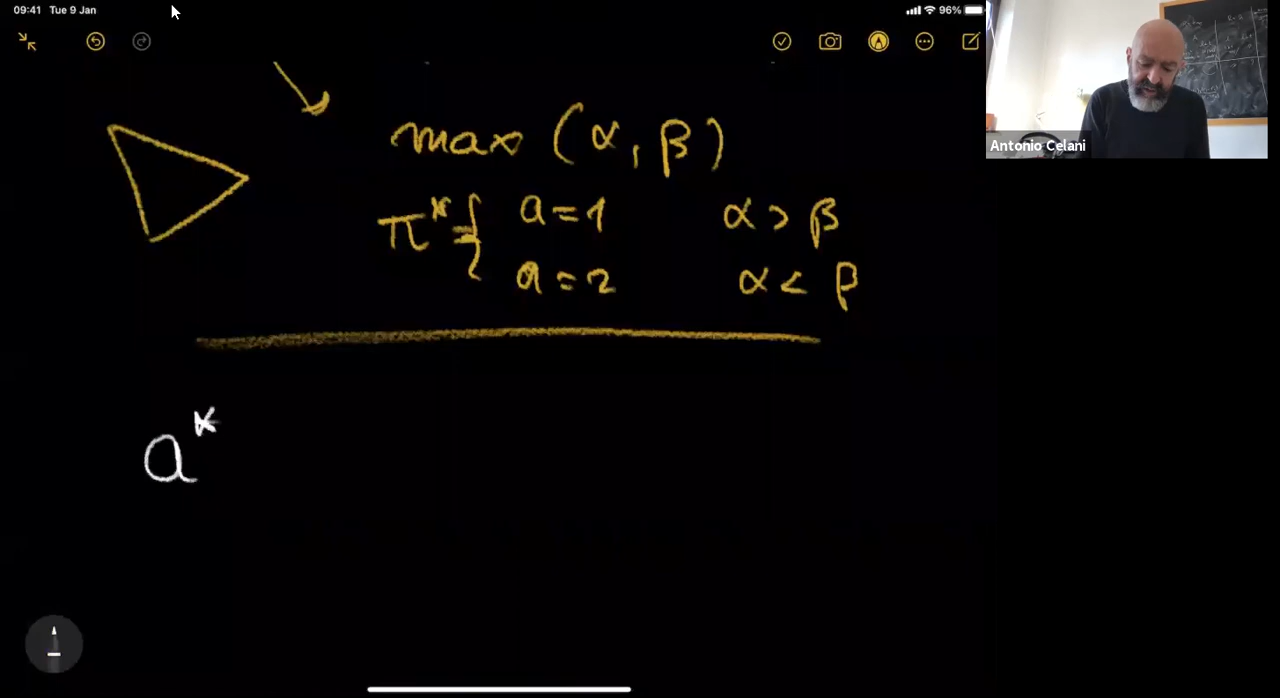 09:41 Tue 9 Jan
96%
max (α, β)
π* = { a = 1 α > β
a = 2 α < β
a*
Antonio Celani